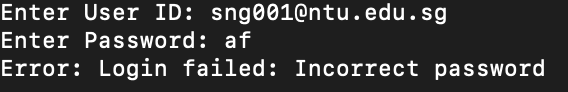 Enter User ID: sng001@ntu.edu.sg
Enter Password: af
Error: Login failed: Incorrect password